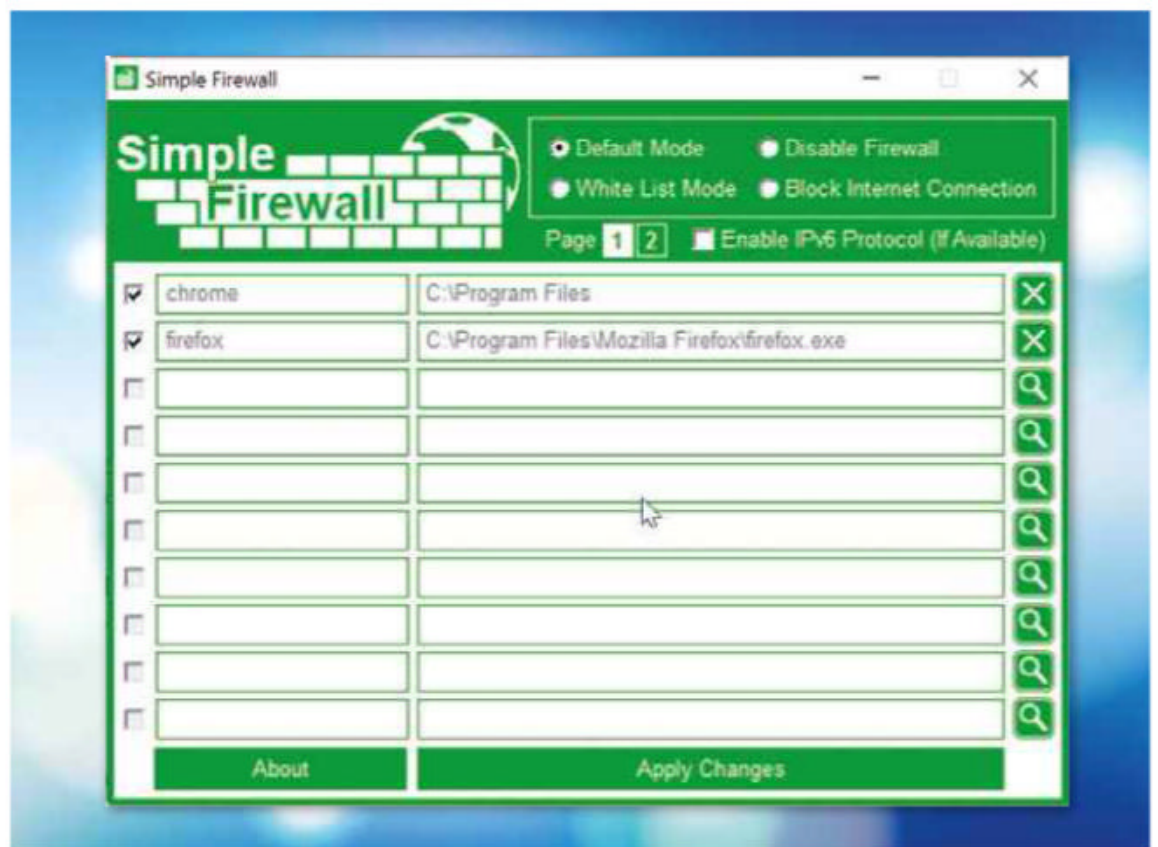 Simple Firewall
Simple
Firewall
Default Mode
Disable Firewall
White List Mode
Block Internet Connection
Page 1 2
Enable IPv6 Protocol (If Available)
chrome
C:\Program Files
firefox
C:\Program Files\Mozilla Firefox\firefox.exe
About
Apply Changes